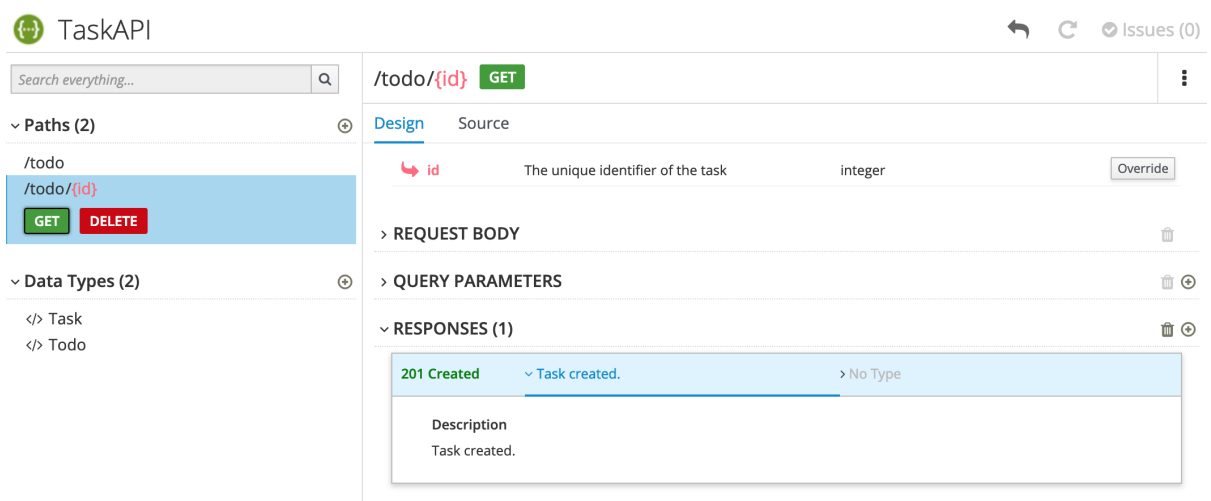 TaskAPI
Issues (0)
Search everything...
Paths (2)
/todo
/todo/{id}
GET DELETE
Data Types (2)
</> Task
</> Todo
/todo/{id} GET
Design Source
id The unique identifier of the task integer Override
REQUEST BODY
QUERY PARAMETERS
RESPONSES (1)
201 Created Task created. No Type
Description
Task created.